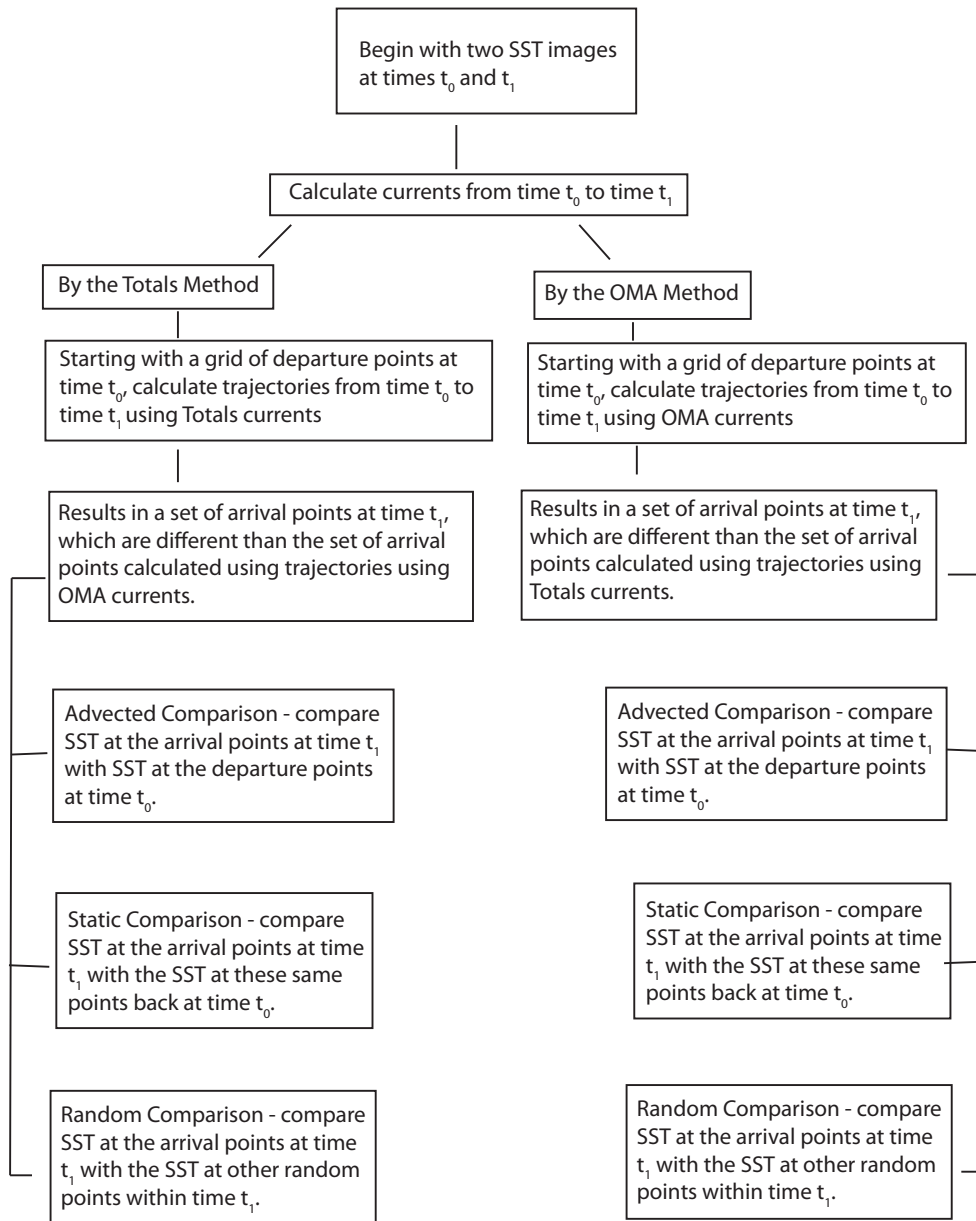 Begin with two SST images
at times t₀ and t₁
Calculate currents from time t₀ to time t₁
By the Totals Method
Starting with a grid of departure points at
time t₀, calculate trajectories from time t₀ to
time t₁ using Totals currents
Results in a set of arrival points at time t₁,
which are different than the set of arrival
points calculated using trajectories using
OMA currents.
Advected Comparison - compare
SST at the arrival points at time t₁
with SST at the departure points
at time t₀.
Static Comparison - compare
SST at the arrival points at time
t₁ with the SST at these same
points back at time t₀.
Random Comparison - compare
SST at the arrival points at time
t₁ with the SST at other random
points within time t₁.
By the OMA Method
Starting with a grid of departure points at
time t₀, calculate trajectories from time t₀ to
time t₁ using OMA currents
Results in a set of arrival points at time t₁,
which are different than the set of arrival
points calculated using trajectories using
Totals currents.
Advected Comparison - compare
SST at the arrival points at time t₁
with SST at the departure points
at time t₀.
Static Comparison - compare
SST at the arrival points at time
t₁ with the SST at these same
points back at time t₀.
Random Comparison - compare
SST at the arrival points at time
t₁ with the SST at other random
points within time t₁.